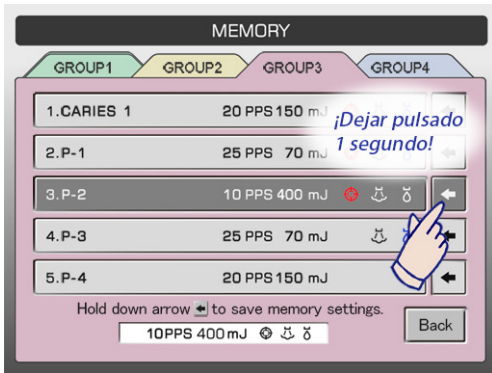 MEMORY
GROUP1 GROUP2 GROUP3 GROUP4
1.CARIES 1 20 PPS 150 mJ
¡Dejar pulsado
1 segundo!
2.P-1 25 PPS 70 mJ
3.P-2 10 PPS 400 mJ
4.P-3 25 PPS 70 mJ
5.P-4 20 PPS 150 mJ
Hold down arrow to save memory settings.
10PPS 400mJ
Back